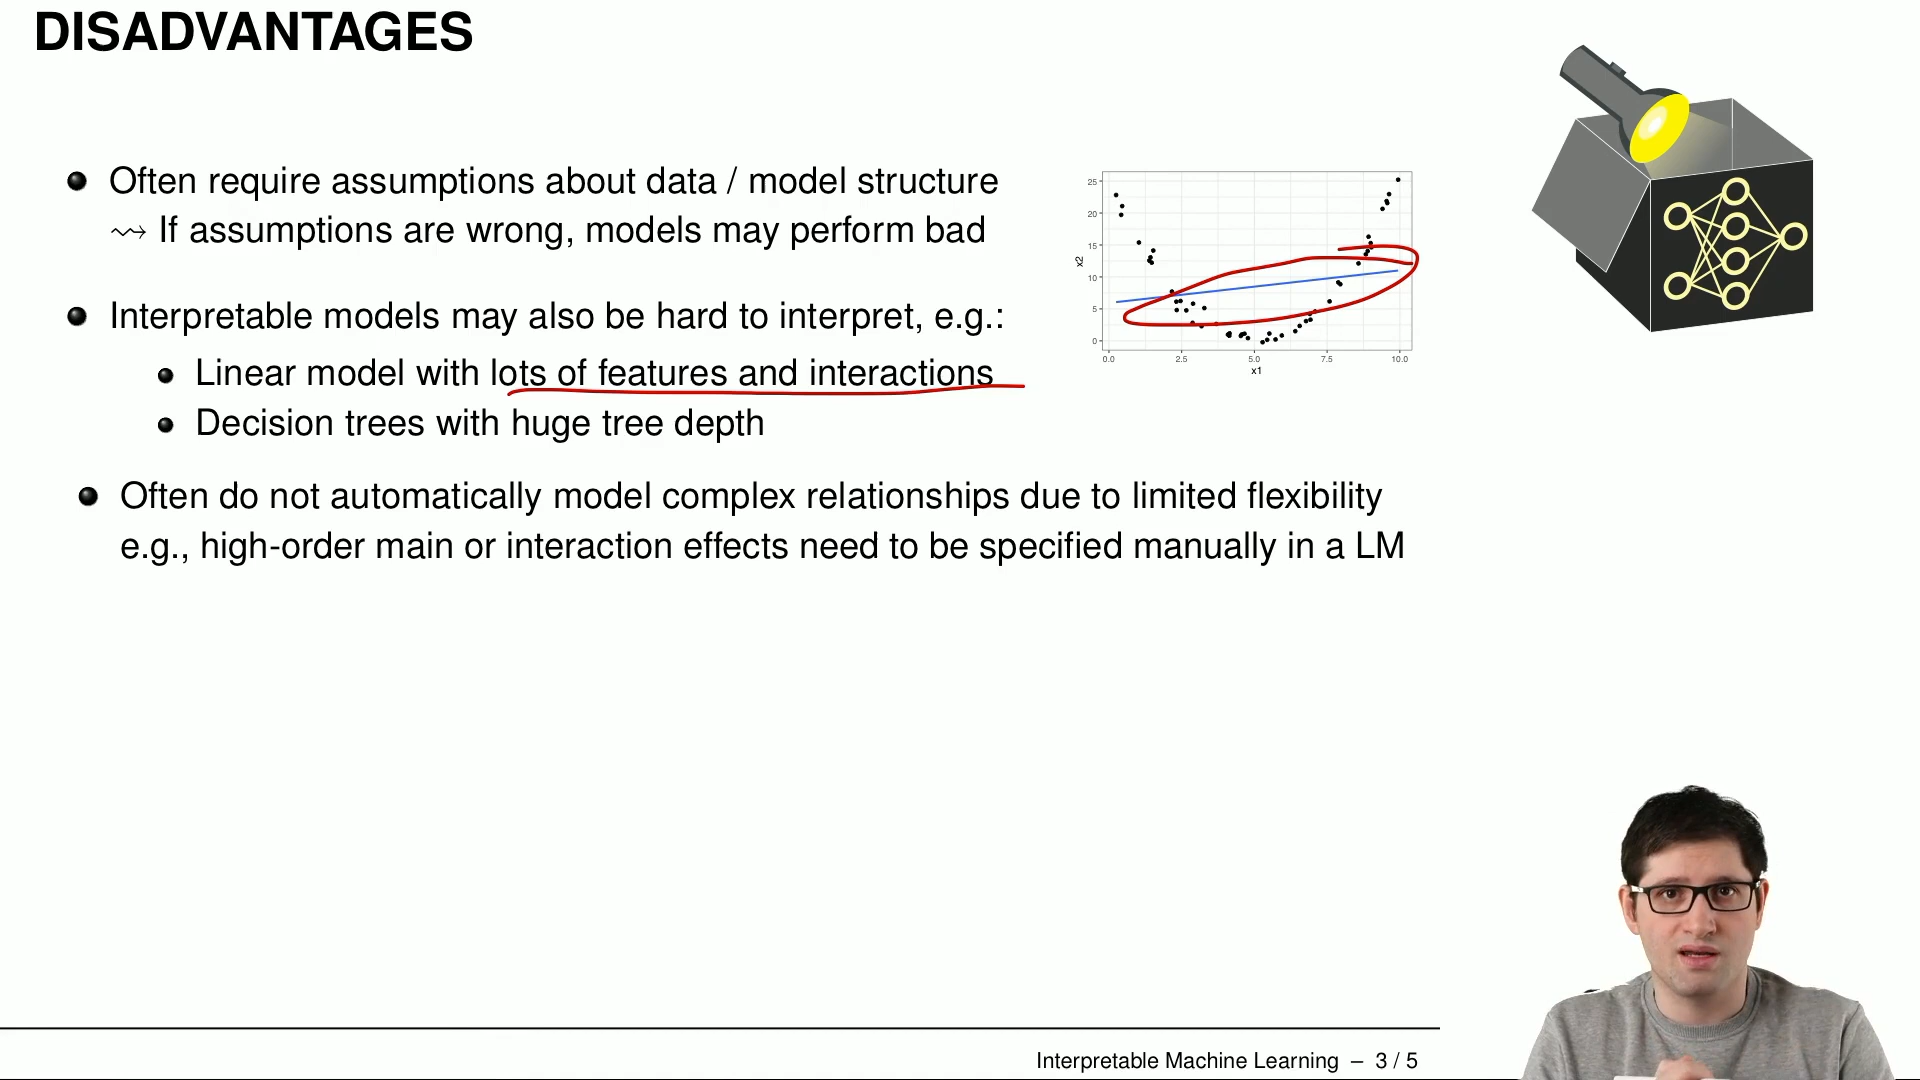 DISADVANTAGES
Often require assumptions about data / model structure
⇝ If assumptions are wrong, models may perform bad
Interpretable models may also be hard to interpret, e.g.:
Linear model with lots of features and interactions
Decision trees with huge tree depth
Often do not automatically model complex relationships due to limited flexibility
e.g., high-order main or interaction effects need to be specified manually in a LM
25
20
15
10
5
0
x2
0.0 2.5 5.0 7.5 10.0
x1
Interpretable Machine Learning – 3 / 5